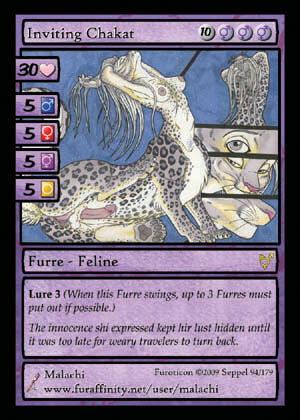 Inviting Chakat 10
30
5
5
5
5
Furre - Feline
Lure 3 (When this Furre swings, up to 3 Furres must
put out if possible.)
The innocence shi expressed kept hir lust hidden until
it was too late for weary travelers to turn back.
Malachi Furoticon ©2009 Seppel 94/179
www.furaffinity.net/user/malachi